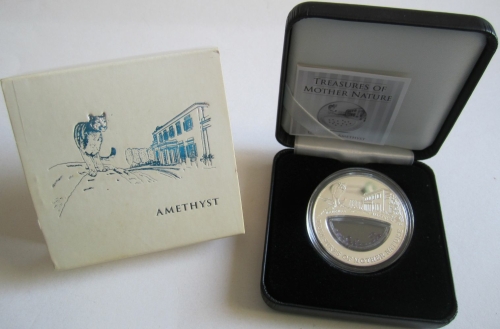 TREASURES OF
MOTHER NATURE
AMETHYST